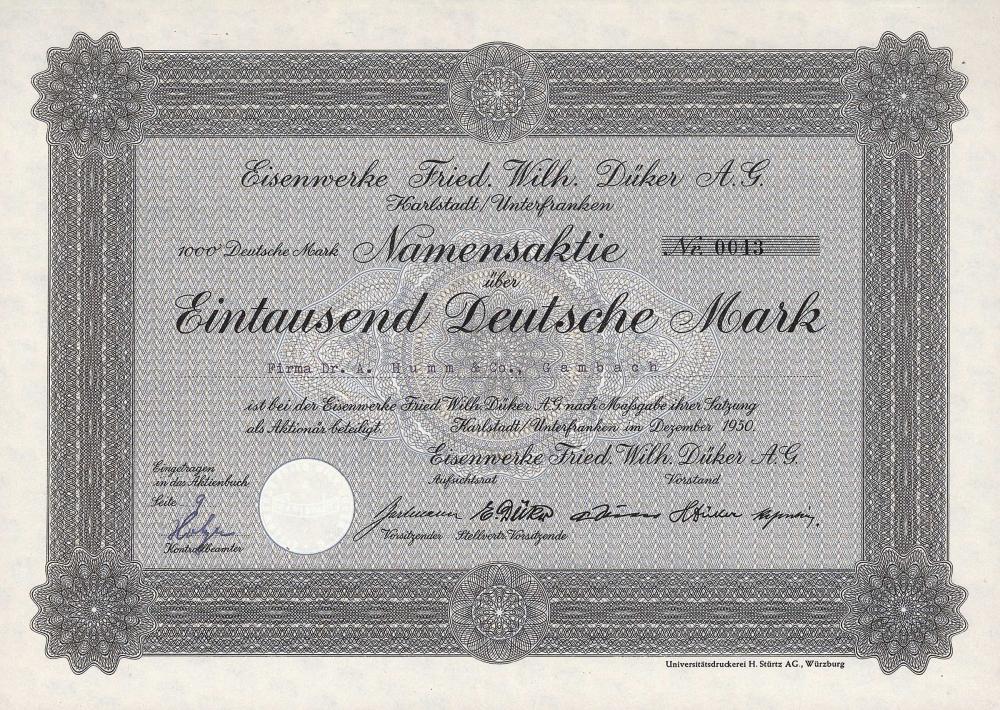 Eisenwerke Fried. Wilh. Düker A.G.
Karlstadt/Unterfranken
1000 Deutsche Mark Namensaktie Nr. 0013
über
Eintausend Deutsche Mark
Firma Dr. A. Humm & Co., Gambach
ist bei der Eisenwerke Fried. Wilh. Düker A.G. nach Maßgabe ihrer Satzung
als Aktionär beteiligt. Karlstadt/Unterfranken im Dezember 1950.
Eisenwerke Fried. Wilh. Düker A.G.
Aufsichtsrat Vorstand
Eingetragen
in das Aktienbuch
Seite 9
E. Düker
Vorsitzender Stellvertr. Vorsitzende
Kontrollbeamter
Universitätsdruckerei H. Stürtz AG., Würzburg